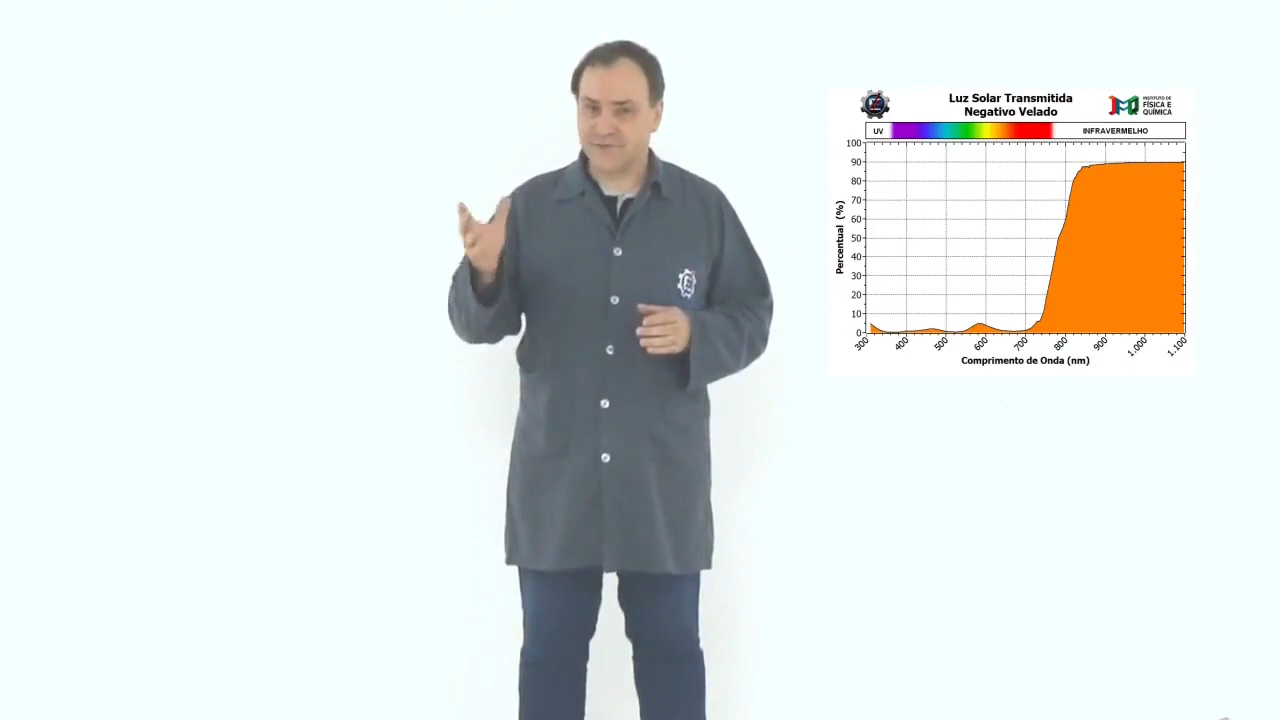 Luz Solar Transmitida
Negativo Velado
INSTITUTO DE
FÍSICA E
QUÍMICA
UV
INFRAVERMELHO
Percentual (%)
100
90
80
70
60
50
40
30
20
10
0
300
400
500
600
700
800
900
1.000
1.100
Comprimento de Onda (nm)